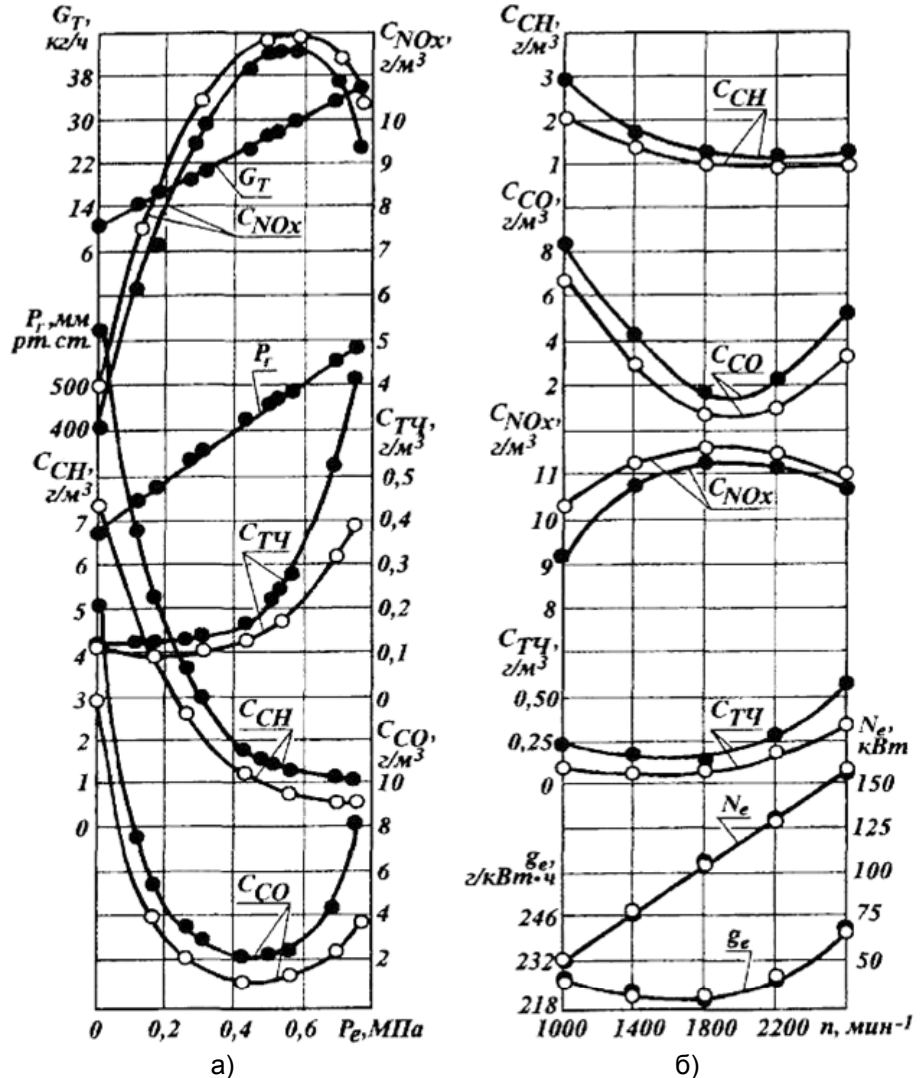 G_T,
кг/ч
38
30
22
14
6
C_NOx,
г/м³
10
9
8
7
6
5
4
G_T
C_NOx
P_г, мм
рт. ст.
500
400
P_г
C_ТЧ,
г/м³
0,5
0,4
0,3
0,2
0,1
0
C_ТЧ
C_CH,
г/м³
7
6
5
4
3
2
1
0
C_CH
C_CO,
г/м³
10
8
6
4
2
C_CO
0 0,2 0,4 0,6 P_e, МПа
а)
C_CH,
г/м³
3
2
1
C_CH
C_CO,
г/м³
8
6
4
2
C_CO
C_NOx,
г/м³
11
10
9
8
C_NOx
C_ТЧ,
г/м³
0,50
0,25
0
C_ТЧ
N_e,
кВт
150
125
100
75
50
N_e
g_e,
г/кВт·ч
246
232
218
g_e
1000 1400 1800 2200 n, мин⁻¹
б)